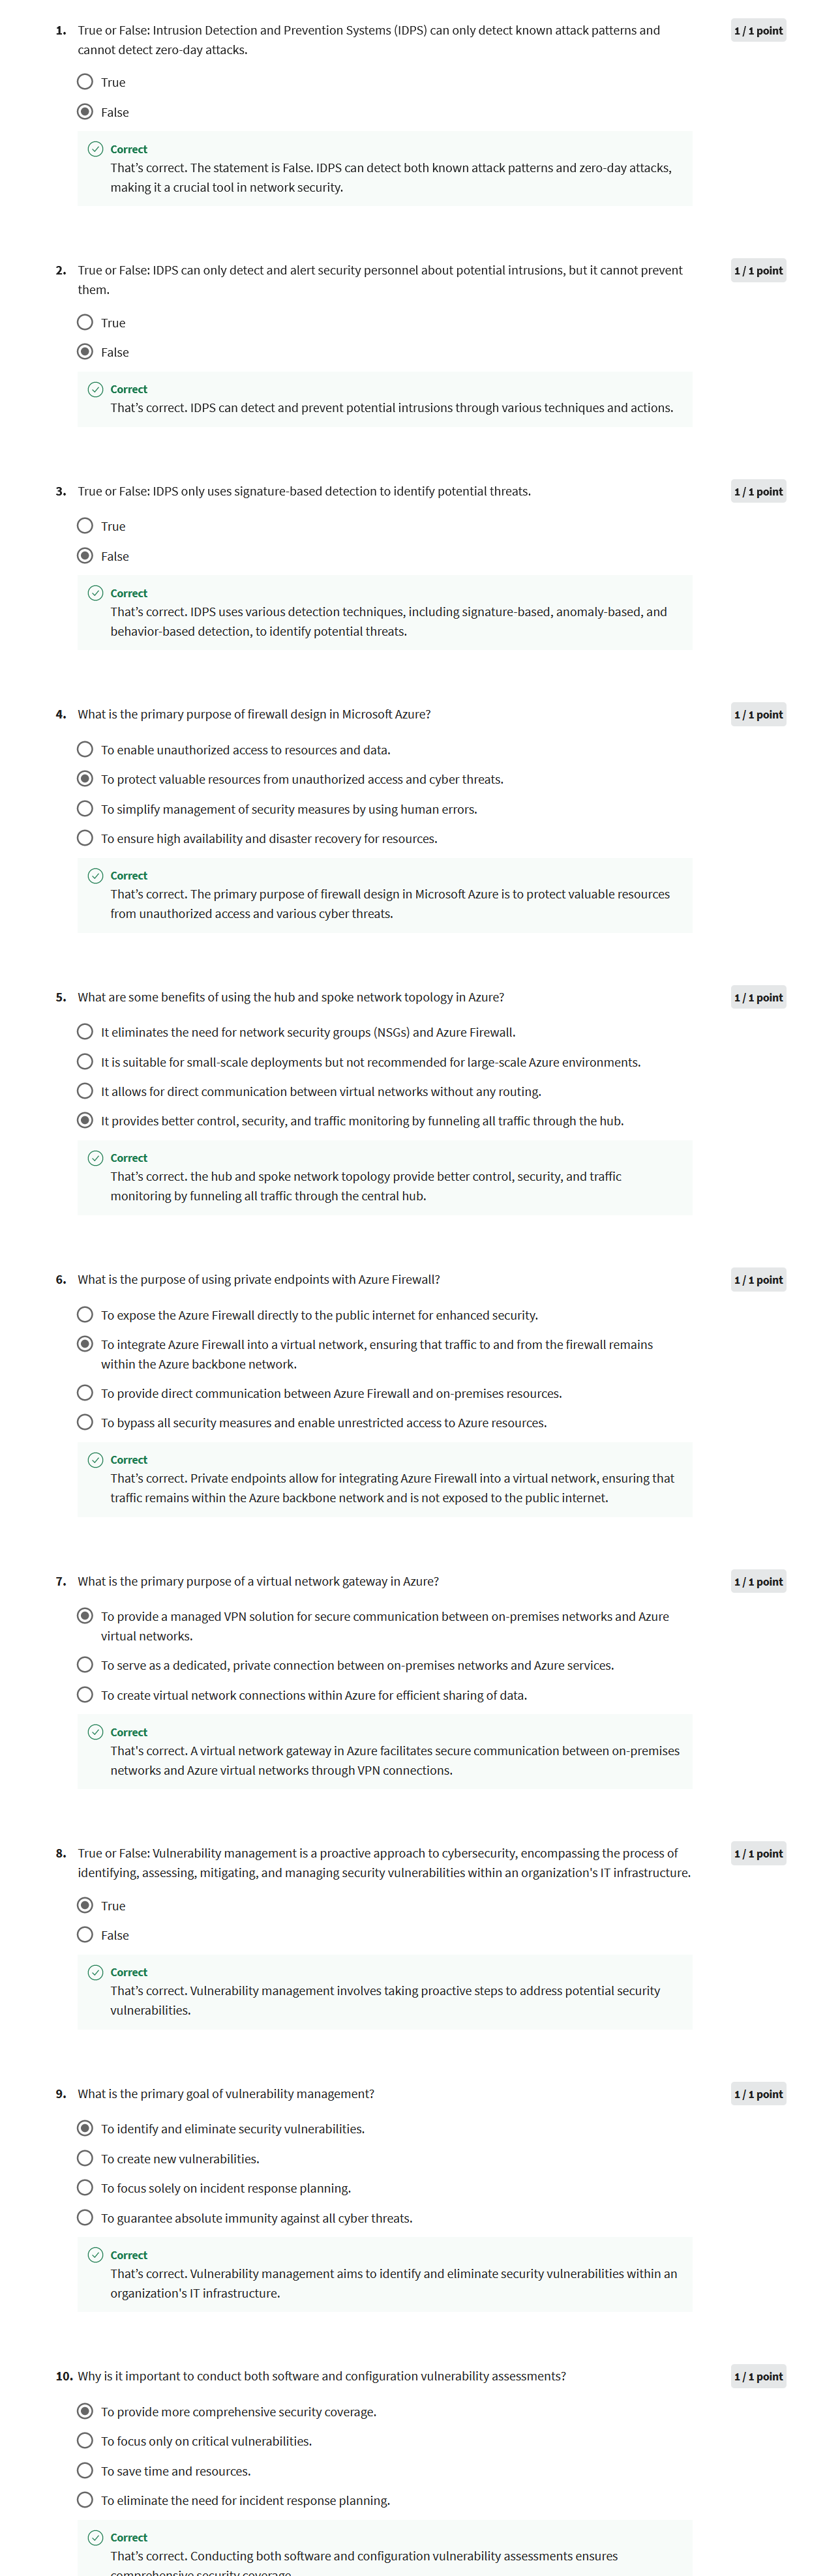 1. True or False: Intrusion Detection and Prevention Systems (IDPS) can only detect known attack patterns and
1 / 1 point
cannot detect zero-day attacks.
True
False
Correct
That’s correct. The statement is False. IDPS can detect both known attack patterns and zero-day attacks,
making it a crucial tool in network security.
2. True or False: IDPS can only detect and alert security personnel about potential intrusions, but it cannot prevent
1 / 1 point
them.
True
False
Correct
That’s correct. IDPS can detect and prevent potential intrusions through various techniques and actions.
3. True or False: IDPS only uses signature-based detection to identify potential threats.
1 / 1 point
True
False
Correct
That’s correct. IDPS uses various detection techniques, including signature-based, anomaly-based, and
behavior-based detection, to identify potential threats.
4. What is the primary purpose of firewall design in Microsoft Azure?
1 / 1 point
To enable unauthorized access to resources and data.
To protect valuable resources from unauthorized access and cyber threats.
To simplify management of security measures by using human errors.
To ensure high availability and disaster recovery for resources.
Correct
That’s correct. The primary purpose of firewall design in Microsoft Azure is to protect valuable resources
from unauthorized access and various cyber threats.
5. What are some benefits of using the hub and spoke network topology in Azure?
1 / 1 point
It eliminates the need for network security groups (NSGs) and Azure Firewall.
It is suitable for small-scale deployments but not recommended for large-scale Azure environments.
It allows for direct communication between virtual networks without any routing.
It provides better control, security, and traffic monitoring by funneling all traffic through the hub.
Correct
That’s correct. the hub and spoke network topology provide better control, security, and traffic
monitoring by funneling all traffic through the central hub.
6. What is the purpose of using private endpoints with Azure Firewall?
1 / 1 point
To expose the Azure Firewall directly to the public internet for enhanced security.
To integrate Azure Firewall into a virtual network, ensuring that traffic to and from the firewall remains
within the Azure backbone network.
To provide direct communication between Azure Firewall and on-premises resources.
To bypass all security measures and enable unrestricted access to Azure resources.
Correct
That’s correct. Private endpoints allow for integrating Azure Firewall into a virtual network, ensuring that
traffic remains within the Azure backbone network and is not exposed to the public internet.
7. What is the primary purpose of a virtual network gateway in Azure?
1 / 1 point
To provide a managed VPN solution for secure communication between on-premises networks and Azure
virtual networks.
To serve as a dedicated, private connection between on-premises networks and Azure services.
To create virtual network connections within Azure for efficient sharing of data.
Correct
That's correct. A virtual network gateway in Azure facilitates secure communication between on-premises
networks and Azure virtual networks through VPN connections.
8. True or False: Vulnerability management is a proactive approach to cybersecurity, encompassing the process of
1 / 1 point
identifying, assessing, mitigating, and managing security vulnerabilities within an organization's IT infrastructure.
True
False
Correct
That’s correct. Vulnerability management involves taking proactive steps to address potential security
vulnerabilities.
9. What is the primary goal of vulnerability management?
1 / 1 point
To identify and eliminate security vulnerabilities.
To create new vulnerabilities.
To focus solely on incident response planning.
To guarantee absolute immunity against all cyber threats.
Correct
That’s correct. Vulnerability management aims to identify and eliminate security vulnerabilities within an
organization's IT infrastructure.
10. Why is it important to conduct both software and configuration vulnerability assessments?
1 / 1 point
To provide more comprehensive security coverage.
To focus only on critical vulnerabilities.
To save time and resources.
To eliminate the need for incident response planning.
Correct
That’s correct. Conducting both software and configuration vulnerability assessments ensures
comprehensive security coverage.